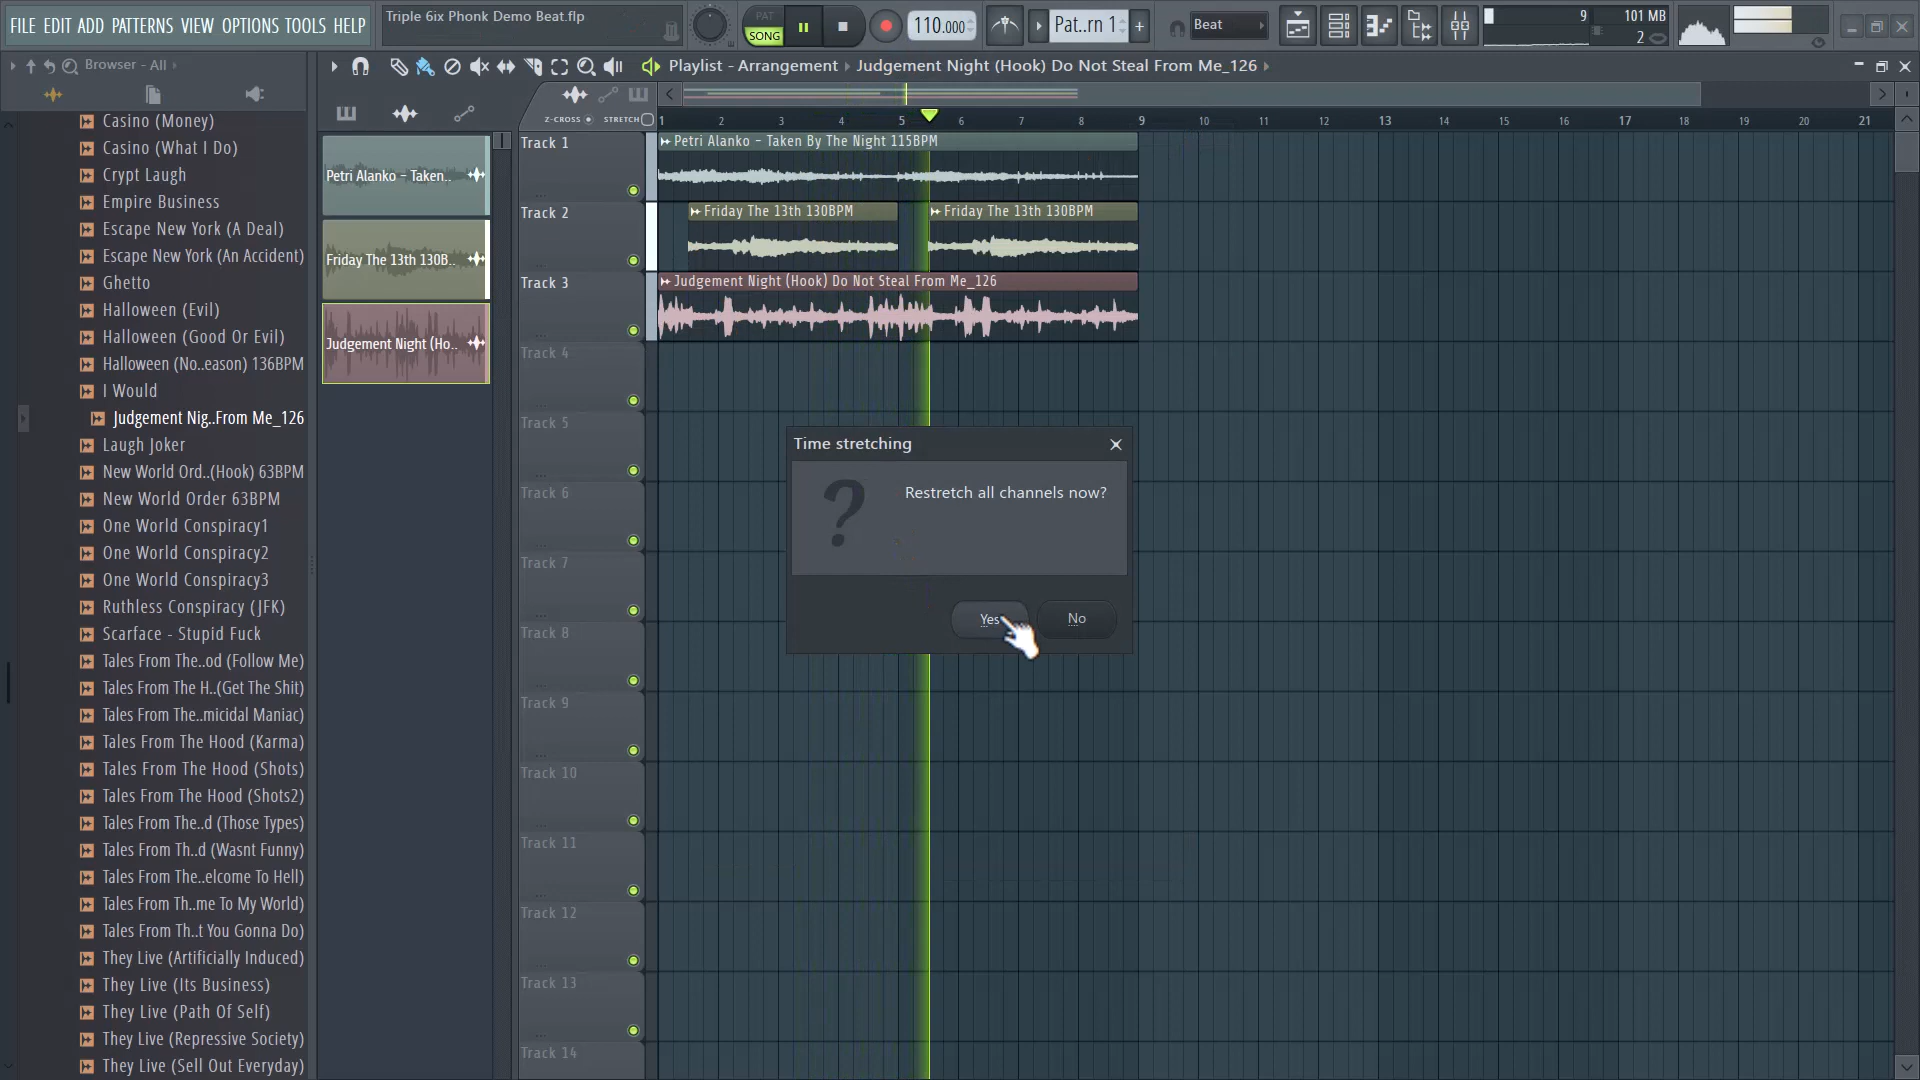 FILE EDIT ADD PATTERNS VIEW OPTIONS TOOLS HELP
Triple 6ix Phonk Demo Beat.flp
PAT
SONG
110.000
Pat..rn 1
+
Beat
9
101 MB
2
Browser - All
Playlist - Arrangement
Judgement Night (Hook) Do Not Steal From Me_126
Z-CROSS
STRETCH
1 2 3 4 5 6 7 8 9 10 11 12 13 14 15 16 17 18 19 20 21
Casino (Money)
Casino (What I Do)
Crypt Laugh
Empire Business
Escape New York (A Deal)
Escape New York (An Accident)
Ghetto
Halloween (Evil)
Halloween (Good Or Evil)
Halloween (No..eason) 136BPM
I Would
Judgement Nig..From Me_126
Laugh Joker
New World Ord..(Hook) 63BPM
New World Order 63BPM
One World Conspiracy1
One World Conspiracy2
One World Conspiracy3
Ruthless Conspiracy (JFK)
Scarface - Stupid Fuck
Tales From The..od (Follow Me)
Tales From The H..(Get The Shit)
Tales From The..micidal Maniac)
Tales From The Hood (Karma)
Tales From The Hood (Shots)
Tales From The Hood (Shots2)
Tales From The..d (Those Types)
Tales From Th..d (Wasnt Funny)
Tales From The..elcome To Hell)
Tales From Th..me To My World)
Tales From Th..t You Gonna Do)
They Live (Artificially Induced)
They Live (Its Business)
They Live (Path Of Self)
They Live (Repressive Society)
They Live (Sell Out Everyday)
Petri Alanko - Taken..
Friday The 13th 130B..
Judgement Night (Ho..
Track 1
Petri Alanko - Taken By The Night 115BPM
Track 2
Friday The 13th 130BPM
Friday The 13th 130BPM
Track 3
Judgement Night (Hook) Do Not Steal From Me_126
Track 4
Track 5
Track 6
Track 7
Track 8
Track 9
Track 10
Track 11
Track 12
Track 13
Track 14
Time stretching
?
Restretch all channels now?
Yes
No